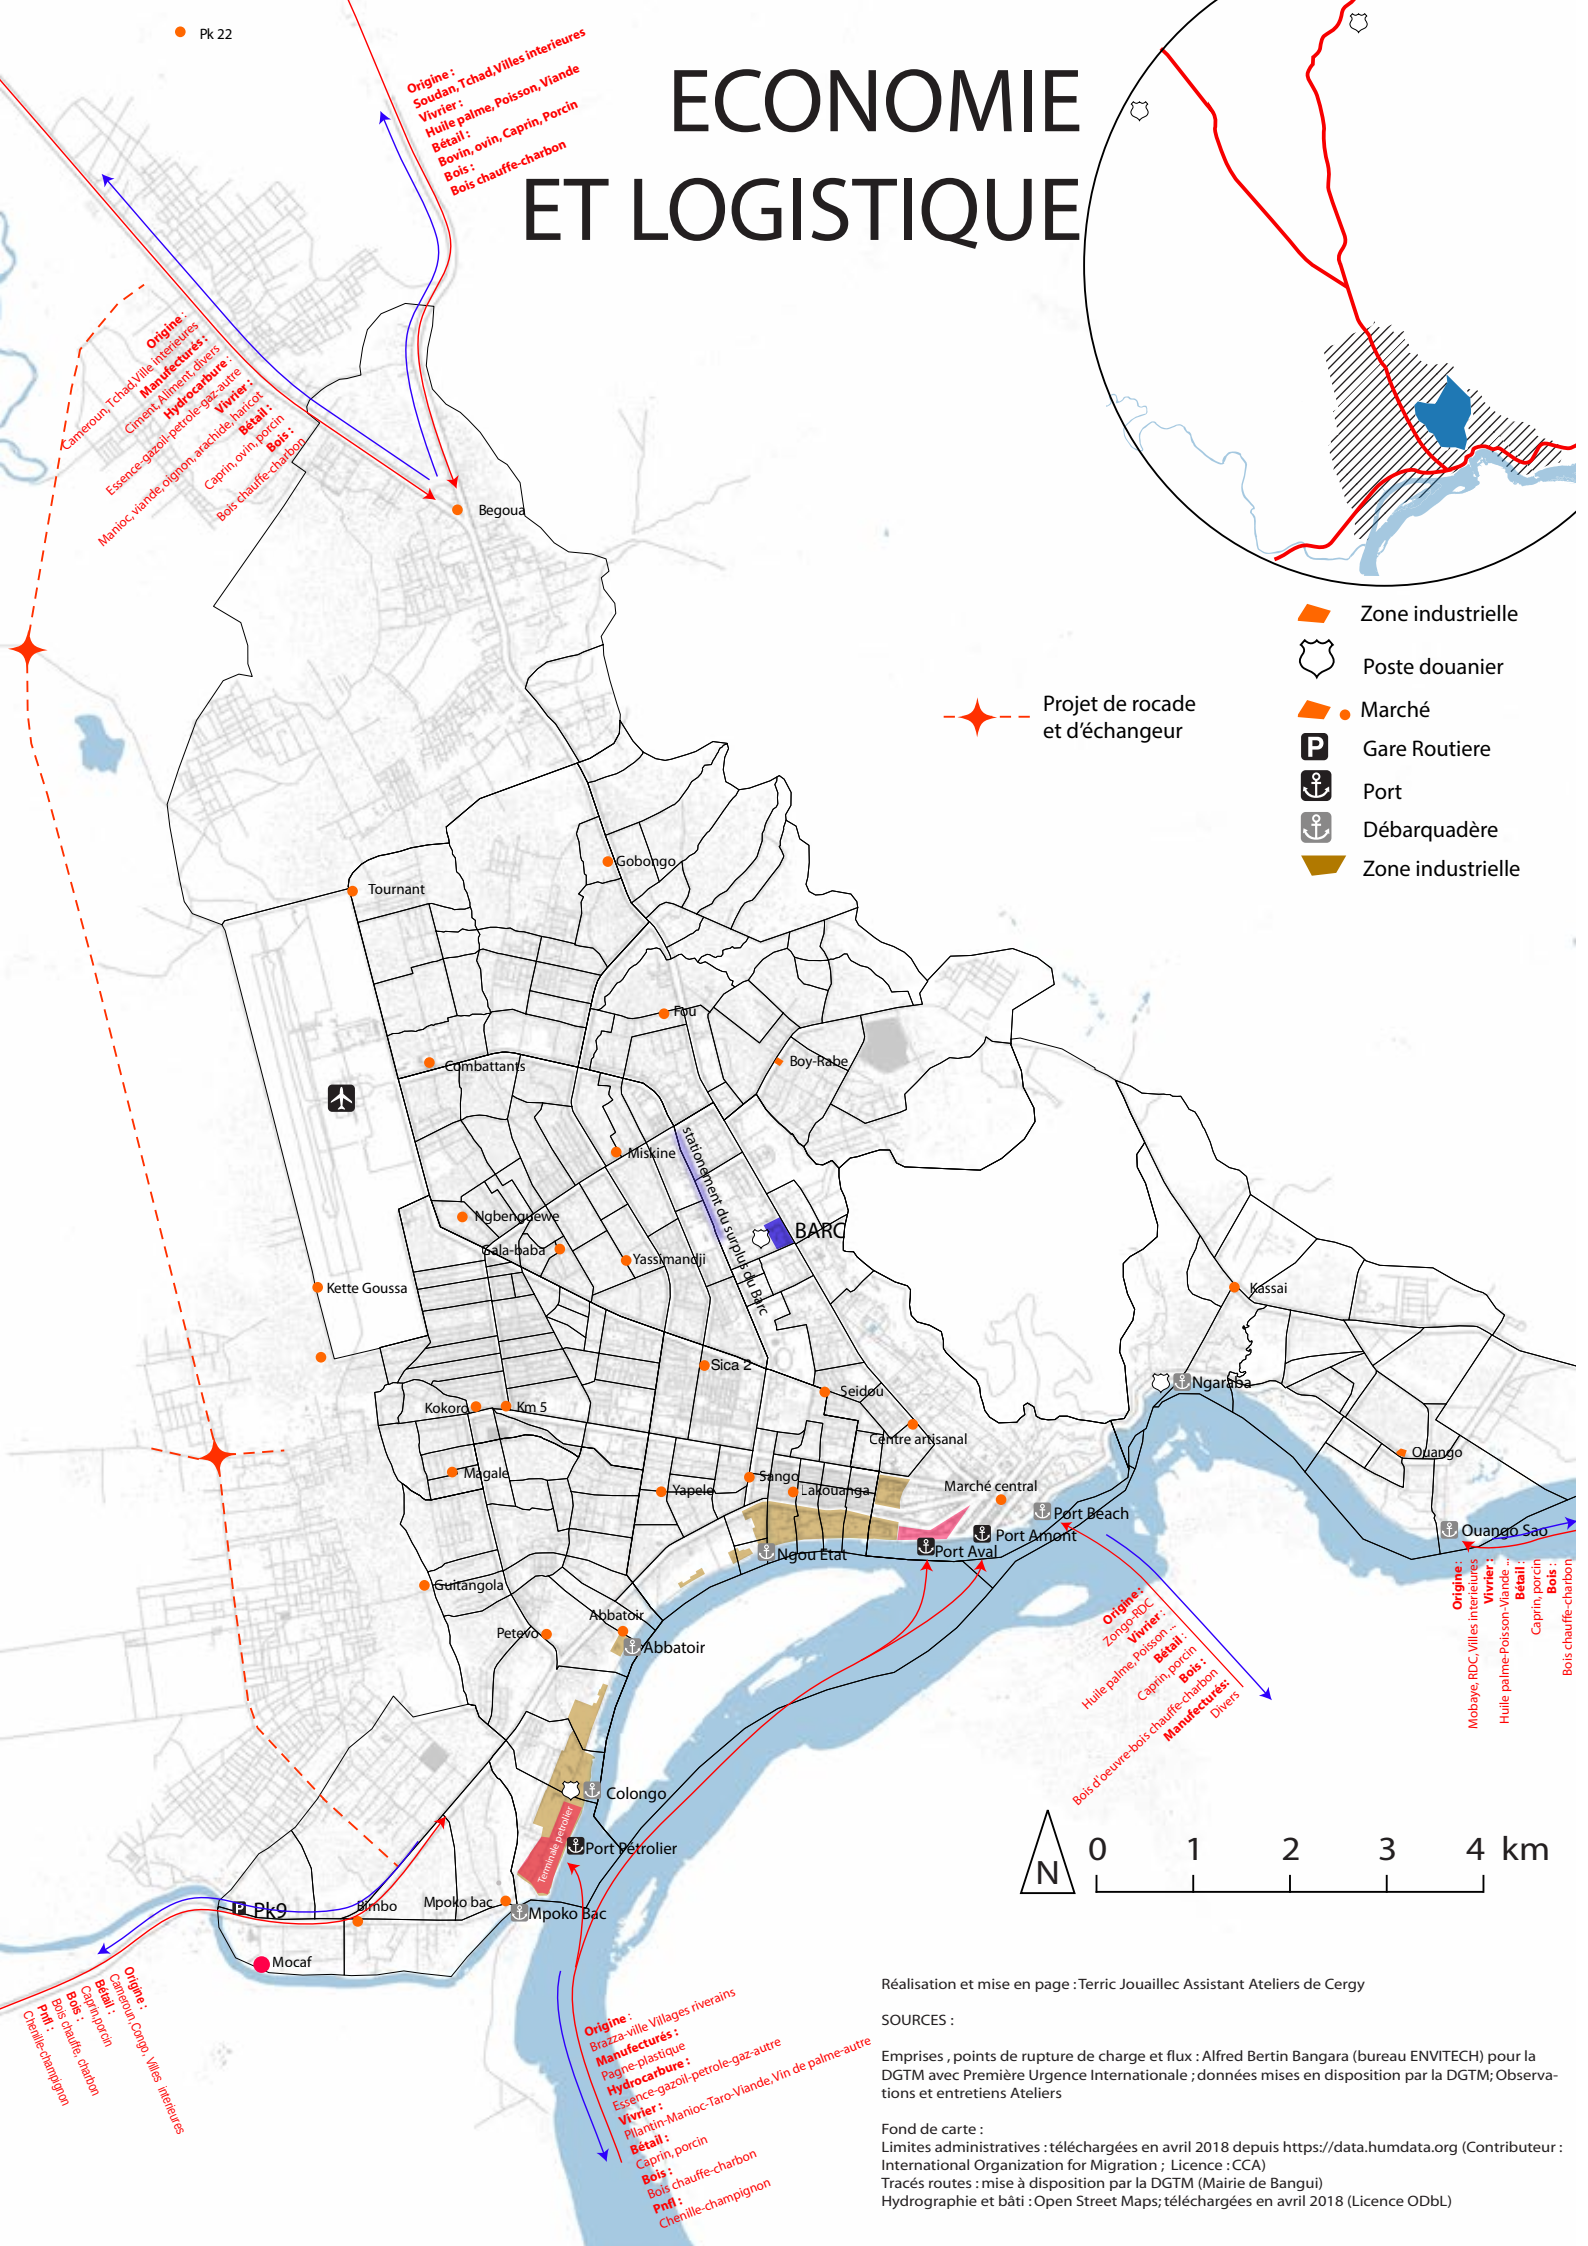 Pk 22
ECONOMIE
ET LOGISTIQUE
Origine :
Soudan, Tchad,Villes interieures
Vivrier :
Huile palme, Poisson, Viande
Bétail :
Bovin, ovin, Caprin, Porcin
Bois :
Bois chauffe-charbon
Origine :
Cameroun, Tchad,Ville interieures
Manufacturés :
Ciment, Aliment, divers
Hydrocarbure :
Essence-gazoil-petrole-gaz-autre
Vivrier :
Manioc, viande, oignon, arachide, haricot
Bétail :
Caprin, ovin, porcin
Bois :
Bois chauffe-charbon
Begoua
Zone industrielle
Poste douanier
Marché
Gare Routiere
Port
Débarquadère
Zone industrielle
Projet de rocade
et d’échangeur
Gobongo
Tournant
Fou
Boy-Rabe
Combattants
Miskine
stationement du surplus du Barc
BARC
Ngbenguewe
Gala-baba
Yassimandji
Kette Goussa
Kassai
Sica 2
Seidou
Ngaraba
Kokoro
Km 5
Centre artisanal
Ouango
Magale
Sango
Yapele
Lakouanga
Marché central
Port Beach
Port Amont
Port Aval
Ngou Etat
Ouango Sao
Guitangola
Abbatoir
Petevo
Abbatoir
Origine :
Zongo-RDC
Vivrier :
Huile palme, Poisson ...
Bétail :
Caprin, porcin
Bois :
Bois d'oeuvre-bois chauffe-charbon
Manufacturés:
Divers
Origine :
Mobaye, RDC, Villes interieures
Vivrier :
Huile palme-Poisson-Viande ...
Bétail :
Caprin, porcin
Bois :
Bois chauffe-charbon
Colongo
Terminale petrolier
Port Pétrolier
Mpoko bac
Mpoko Bac
Bimbo
Pk9
P
Mocaf
N
0 1 2 3 4 km
Origine :
Cameroun,Congo, Villes interieures
Bétail :
Caprin,porcin
Bois :
Bois chauffe, charbon
Pnfl :
Chenille-champignon
Origine :
Brazza-ville Villages riverains
Manufacturés :
Pagne-plastique
Hydrocarbure :
Essence-gazoil-petrole-gaz-autre
Vivrier :
Pllantin-Manioc-Taro-Viande, Vin de palme-autre
Bétail :
Caprin, porcin
Bois :
Bois chauffe-charbon
Pnfl :
Chenille-champignon
Réalisation et mise en page : Terric Jouaillec Assistant Ateliers de Cergy
SOURCES :
Emprises , points de rupture de charge et flux : Alfred Bertin Bangara (bureau ENVITECH) pour la
DGTM avec Première Urgence Internationale ; données mises en disposition par la DGTM; Observa-
tions et entretiens Ateliers
Fond de carte :
Limites administratives : téléchargées en avril 2018 depuis https://data.humdata.org (Contributeur :
International Organization for Migration ; Licence : CCA)
Tracés routes : mise à disposition par la DGTM (Mairie de Bangui)
Hydrographie et bâti : Open Street Maps; téléchargées en avril 2018 (Licence ODbL)